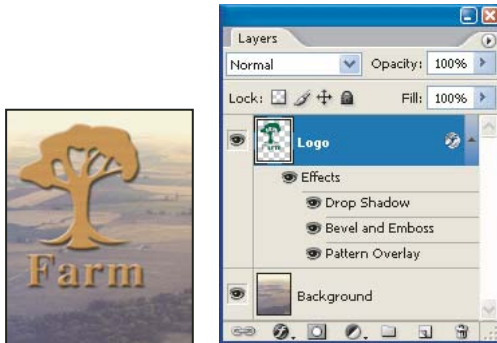 Farm
Layers
Normal Opacity: 100%
Lock: Fill: 100%
Logo
Effects
Drop Shadow
Bevel and Emboss
Pattern Overlay
Background